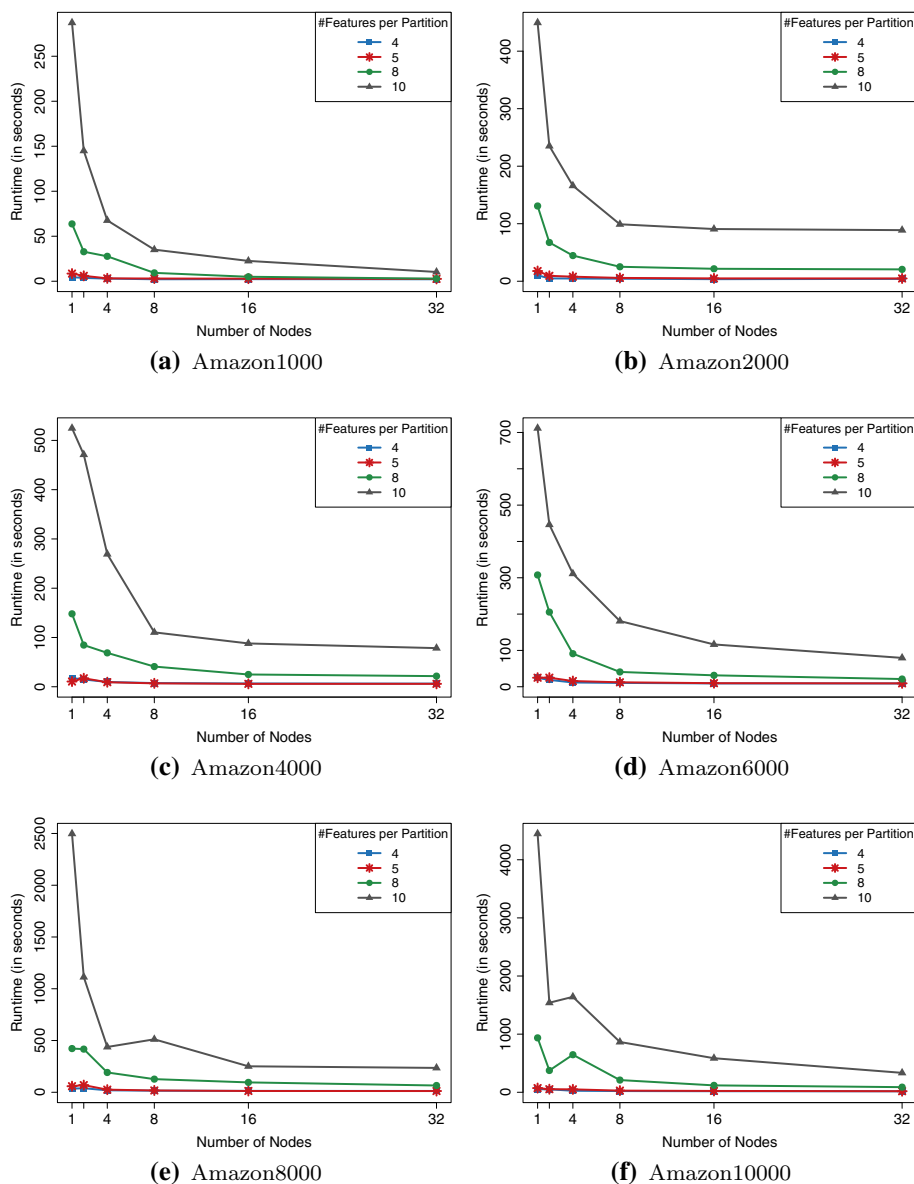 #Features per Partition
4
5
8
10
Runtime (in seconds)
0 50 100 150 200 250
1 4 8 16 32
Number of Nodes
(a) Amazon1000
#Features per Partition
4
5
8
10
Runtime (in seconds)
0 100 200 300 400
1 4 8 16 32
Number of Nodes
(b) Amazon2000
#Features per Partition
4
5
8
10
Runtime (in seconds)
0 100 200 300 400 500
1 4 8 16 32
Number of Nodes
(c) Amazon4000
#Features per Partition
4
5
8
10
Runtime (in seconds)
0 100 300 500 700
1 4 8 16 32
Number of Nodes
(d) Amazon6000
#Features per Partition
4
5
8
10
Runtime (in seconds)
0 500 1000 1500 2000 2500
1 4 8 16 32
Number of Nodes
(e) Amazon8000
#Features per Partition
4
5
8
10
Runtime (in seconds)
0 1000 2000 3000 4000
1 4 8 16 32
Number of Nodes
(f) Amazon10000